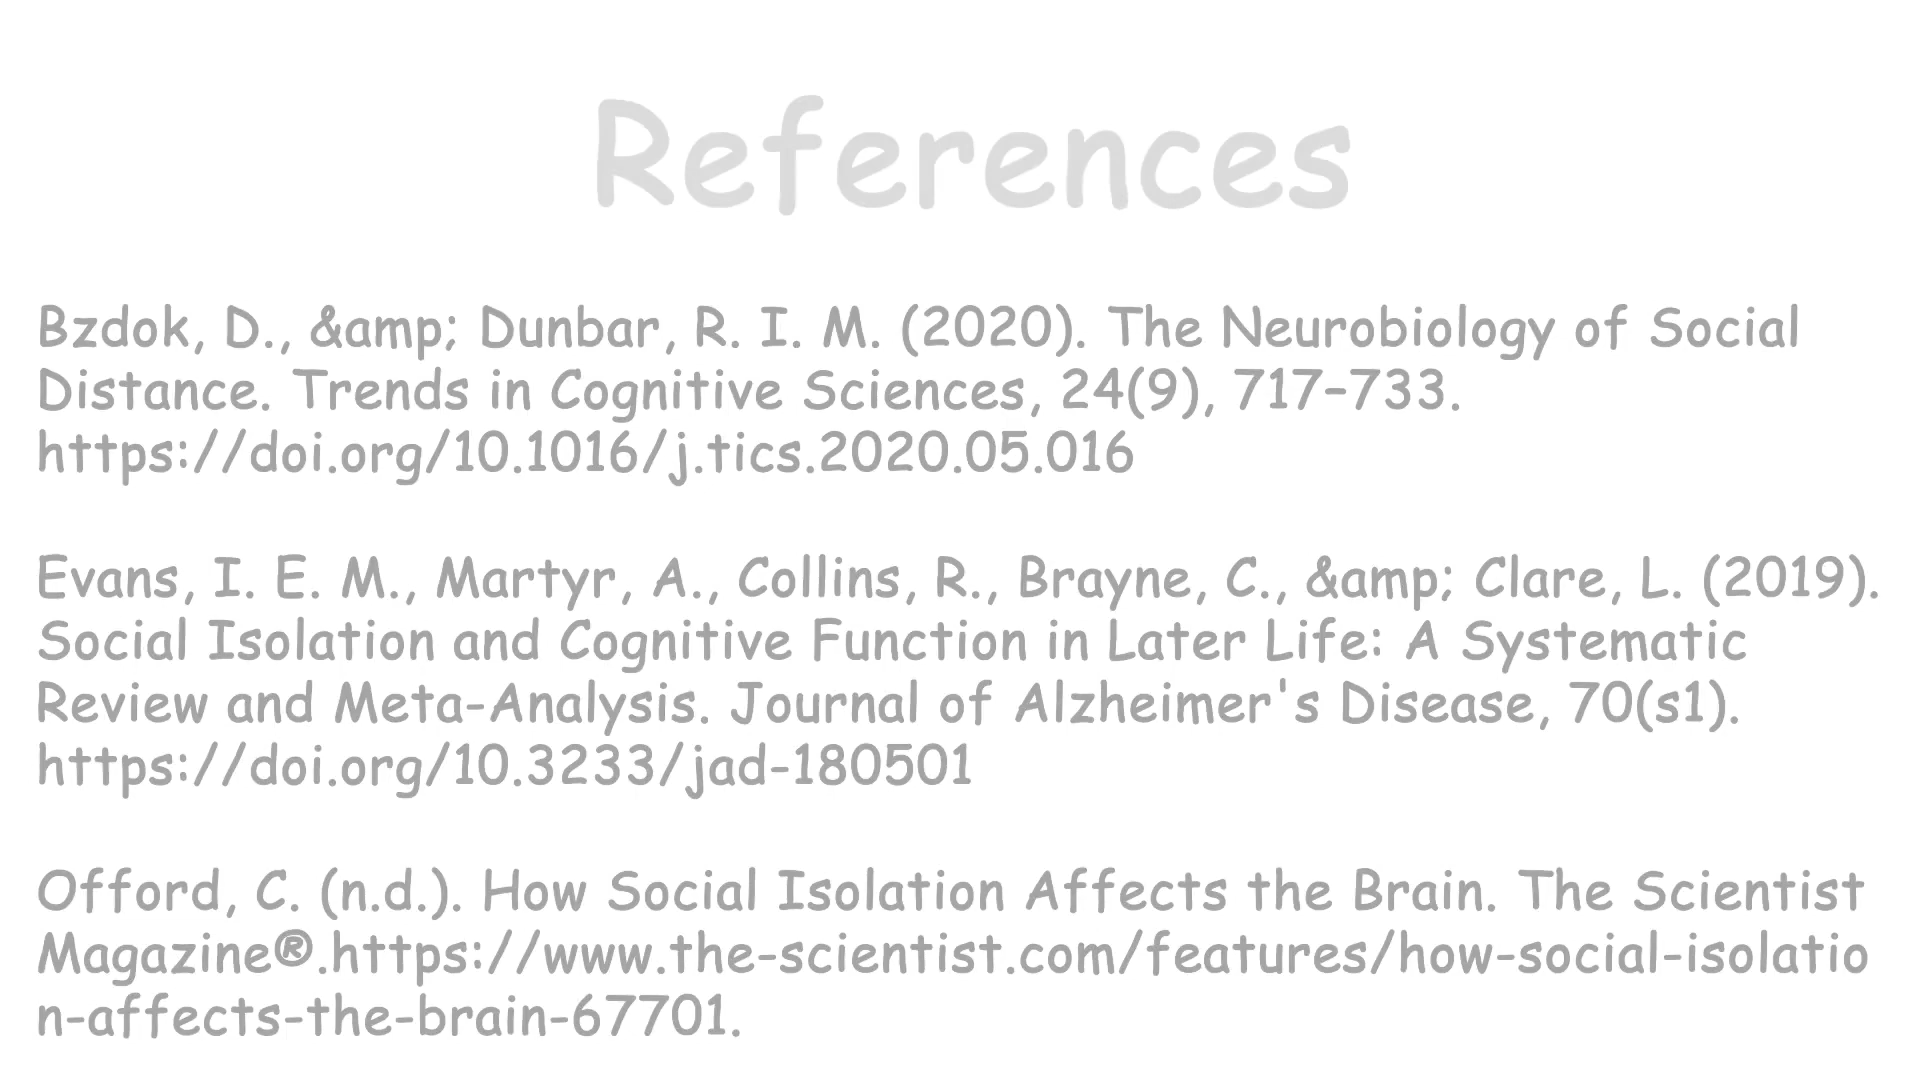 References
Bzdok, D., &amp; Dunbar, R. I. M. (2020). The Neurobiology of Social
Distance. Trends in Cognitive Sciences, 24(9), 717–733.
https://doi.org/10.1016/j.tics.2020.05.016
Evans, I. E. M., Martyr, A., Collins, R., Brayne, C., &amp; Clare, L. (2019).
Social Isolation and Cognitive Function in Later Life: A Systematic
Review and Meta-Analysis. Journal of Alzheimer's Disease, 70(s1).
https://doi.org/10.3233/jad-180501
Offord, C. (n.d.). How Social Isolation Affects the Brain. The Scientist
Magazine®.https://www.the-scientist.com/features/how-social-isolatio
n-affects-the-brain-67701.